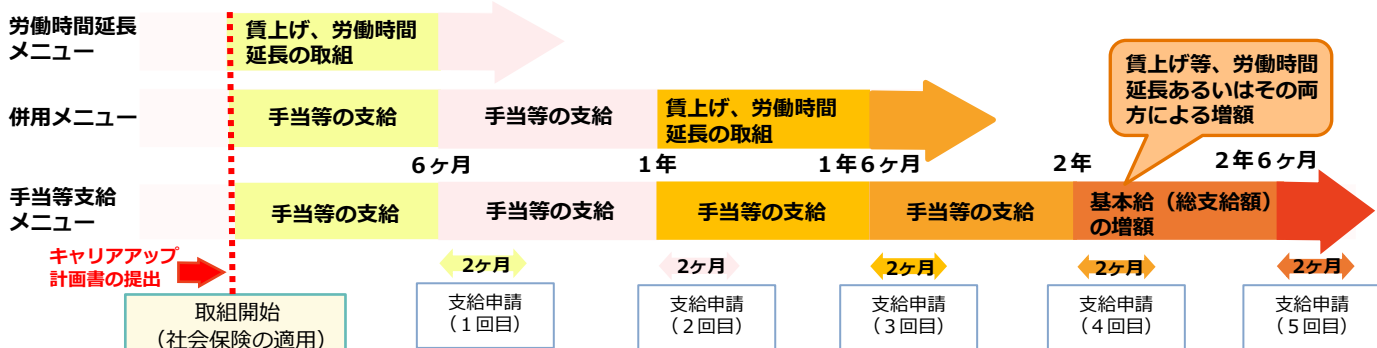 労働時間延長
メニュー
賃上げ、労働時間
延長の取組
賃上げ等、労働時間
延長あるいはその両
方による増額
併用メニュー
手当等の支給
手当等の支給
賃上げ、労働時間
延長の取組
6ヶ月
1年
1年6ヶ月
2年
2年6ヶ月
手当等支給
メニュー
手当等の支給
手当等の支給
手当等の支給
手当等の支給
基本給（総支給額）
の増額
キャリアアップ
計画書の提出
2ヶ月
2ヶ月
2ヶ月
2ヶ月
2ヶ月
取組開始
（社会保険の適用）
支給申請
（1回目）
支給申請
（2回目）
支給申請
（3回目）
支給申請
（4回目）
支給申請
（5回目）